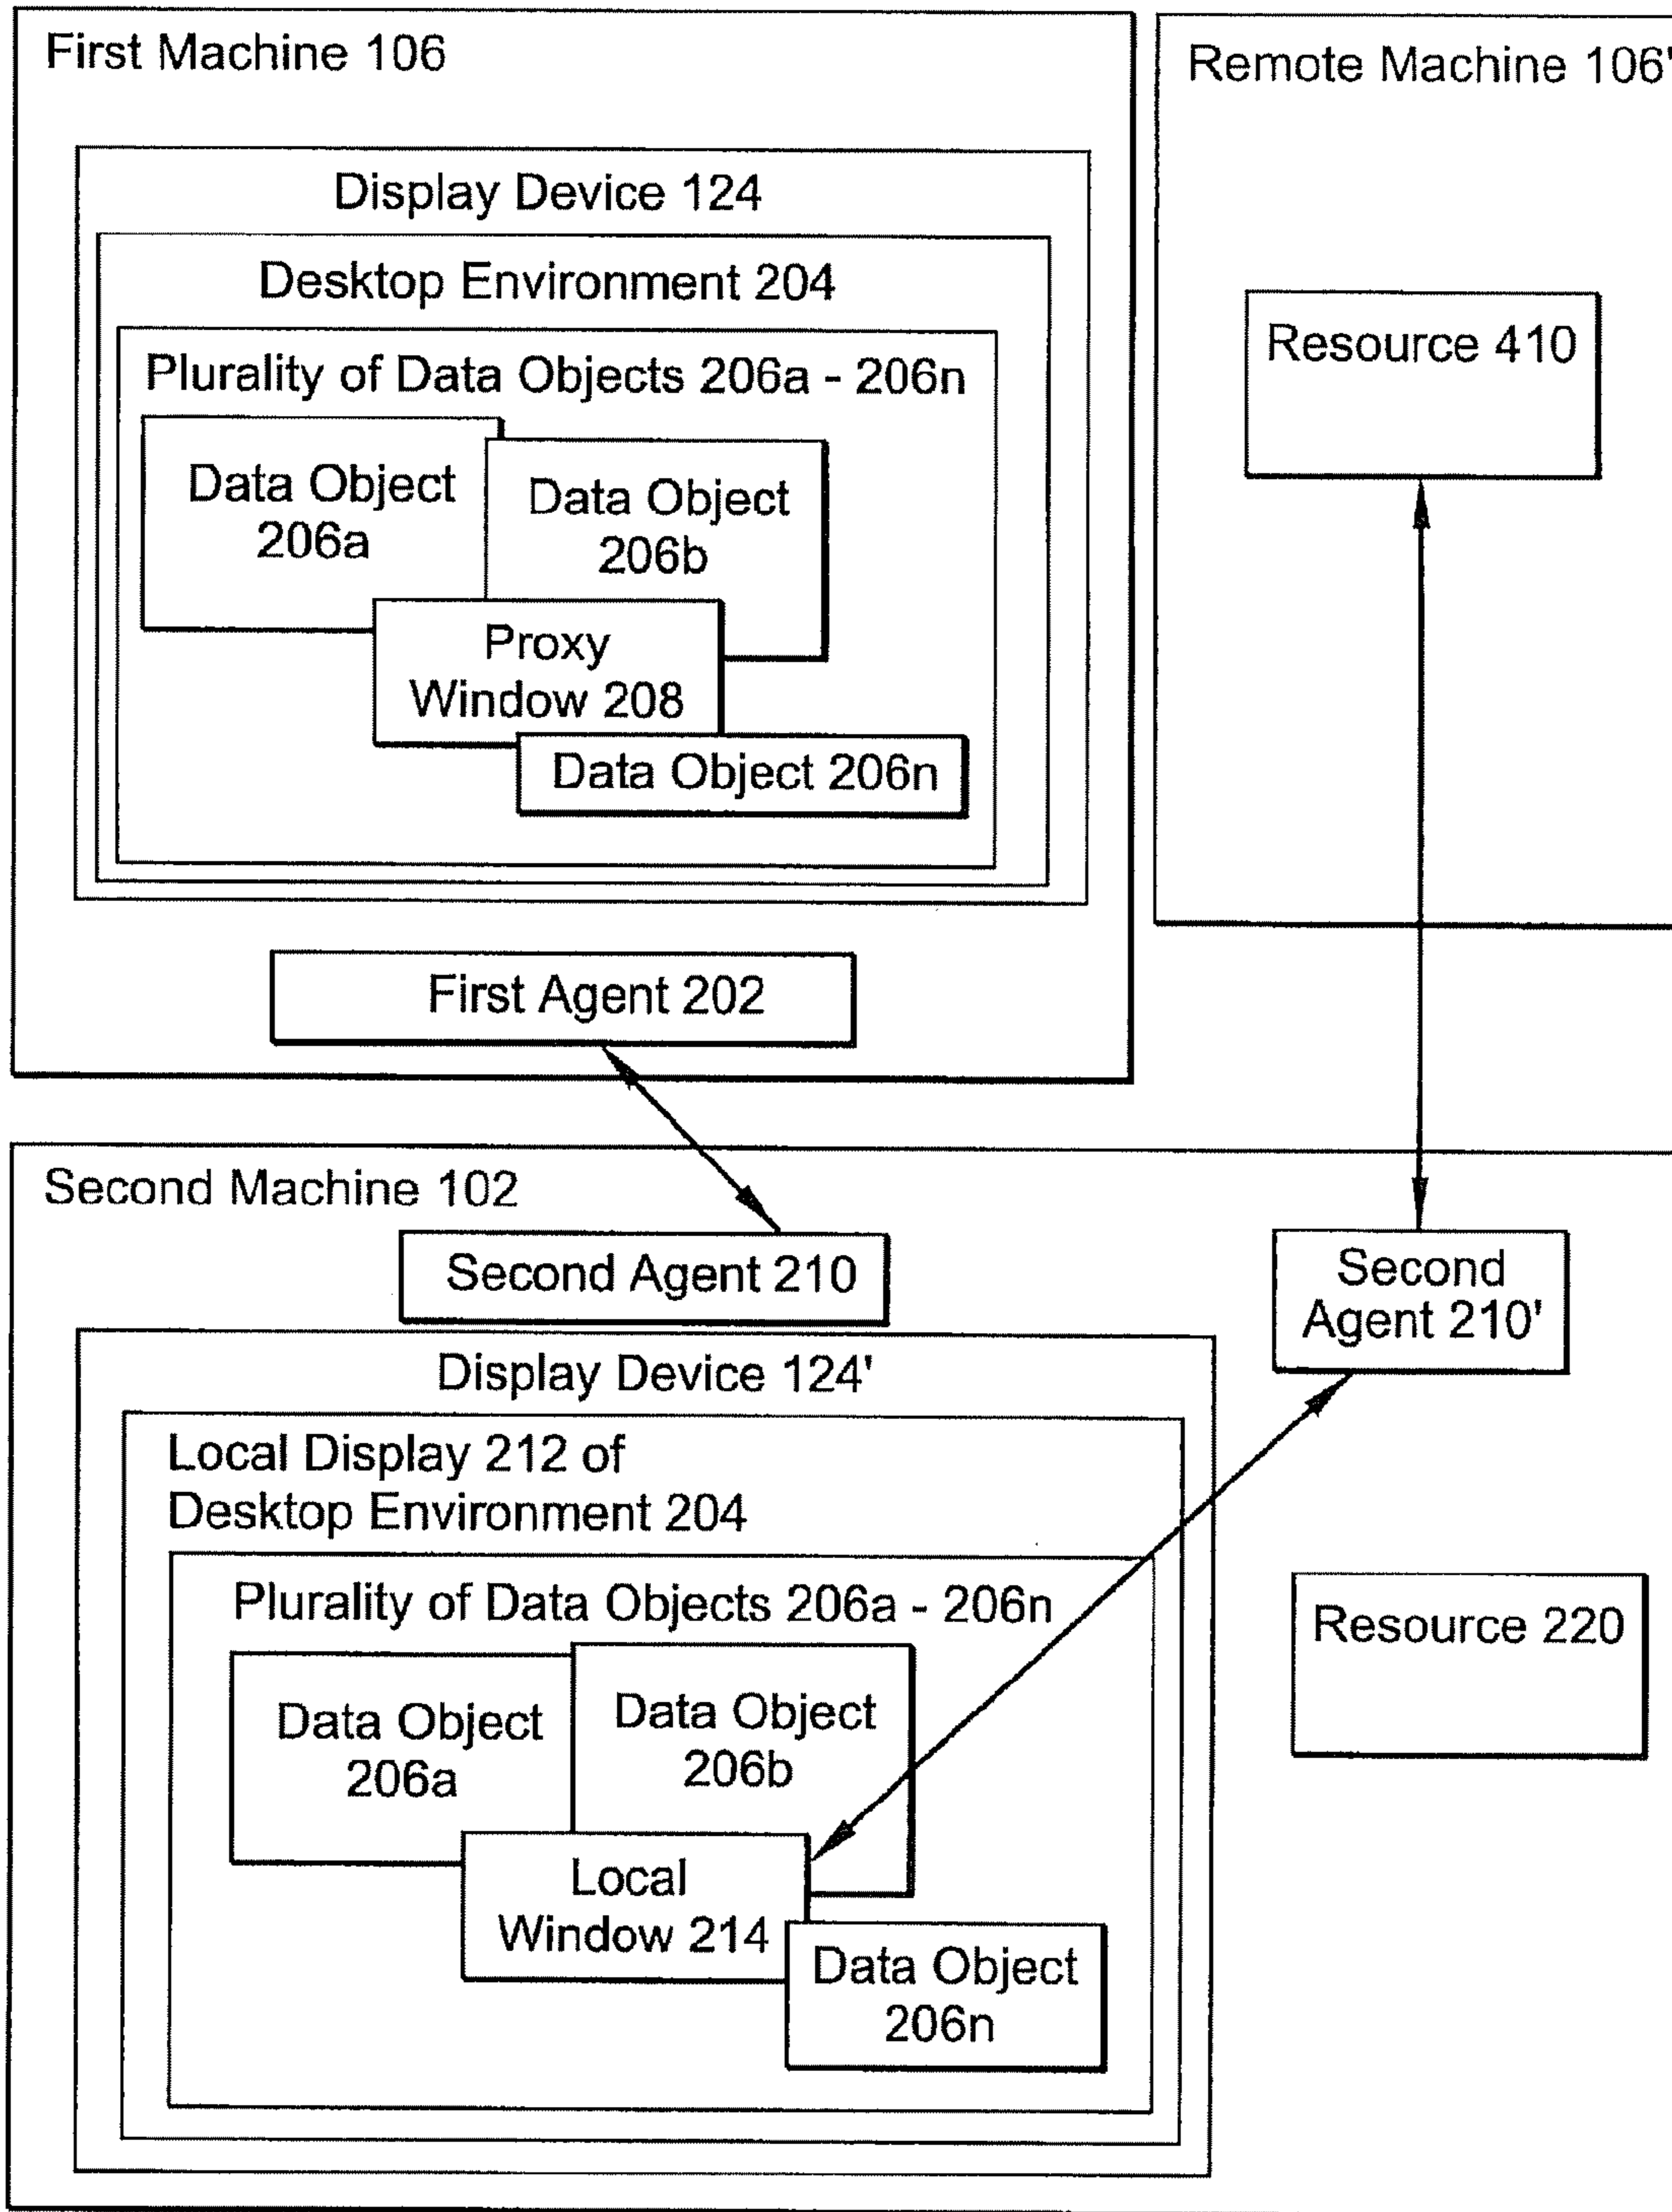 First Machine 106
Display Device 124
Desktop Environment 204
Plurality of Data Objects 206a - 206n
Data Object
206a
Data Object
206b
Proxy
Window 208
Data Object 206n
First Agent 202
Remote Machine 106'
Resource 410
Second Machine 102
Second Agent 210
Second
Agent 210'
Display Device 124'
Local Display 212 of
Desktop Environment 204
Plurality of Data Objects 206a - 206n
Data Object
206a
Data Object
206b
Local
Window 214
Data Object
206n
Resource 220